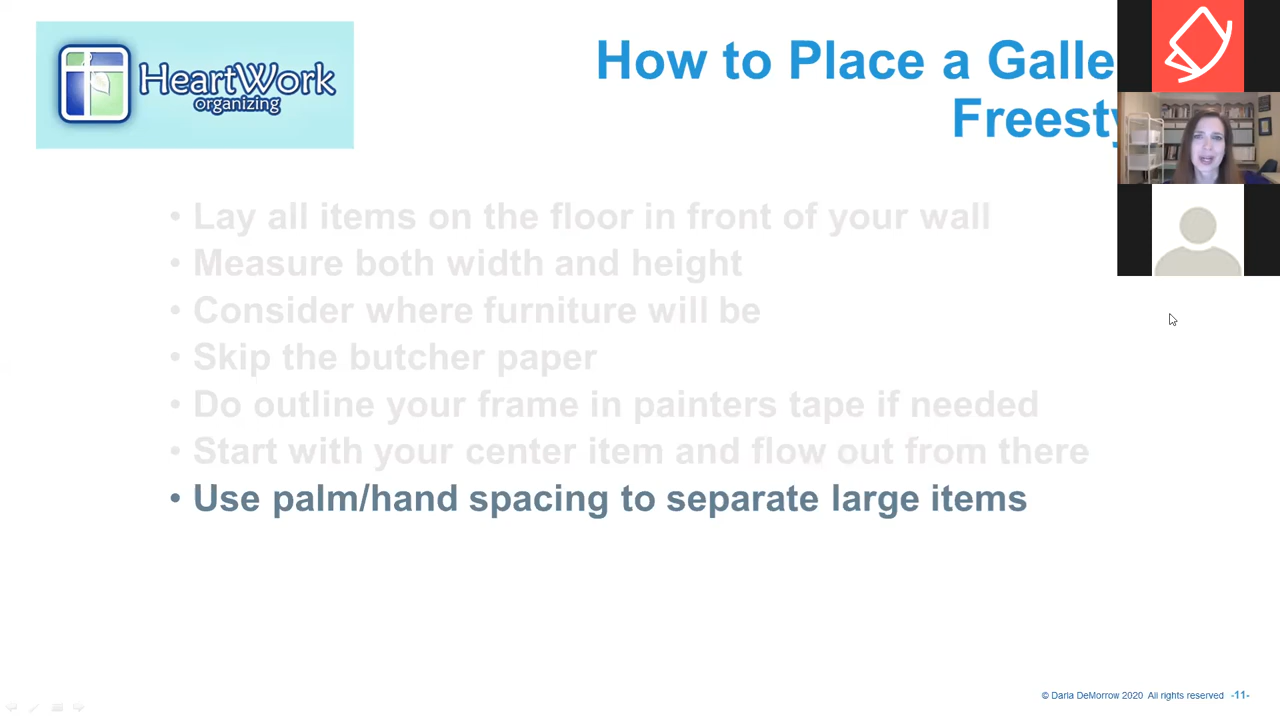 HeartWork
organizing
How to Place a Galle
Freesty
• Lay all items on the floor in front of your wall
• Measure both width and height
• Consider where furniture will be
• Skip the butcher paper
• Do outline your frame in painters tape if needed
• Start with your center item and flow out from there
• Use palm/hand spacing to separate large items
© Darla DeMorrow 2020 All rights reserved -11-